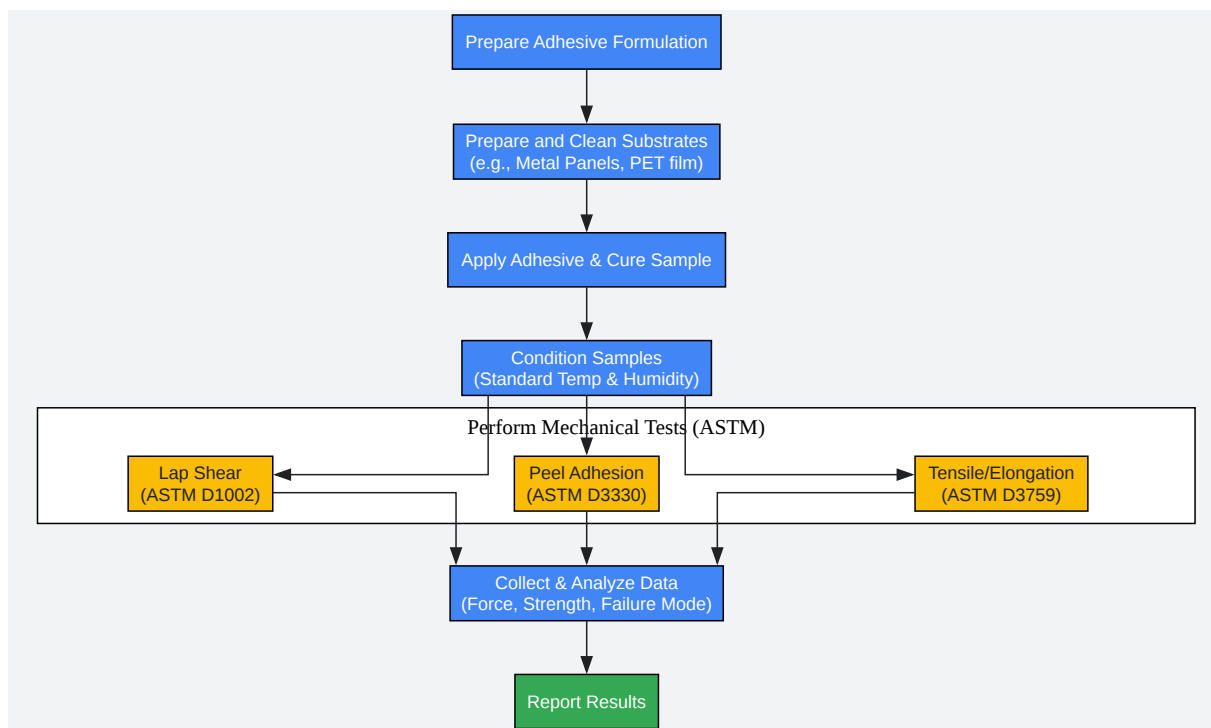 Prepare Adhesive Formulation
Prepare and Clean Substrates
(e.g., Metal Panels, PET film)
Apply Adhesive & Cure Sample
Condition Samples
(Standard Temp & Humidity)
Perform Mechanical Tests (ASTM)
Lap Shear
(ASTM D1002)
Peel Adhesion
(ASTM D3330)
Tensile/Elongation
(ASTM D3759)
Collect & Analyze Data
(Force, Strength, Failure Mode)
Report Results